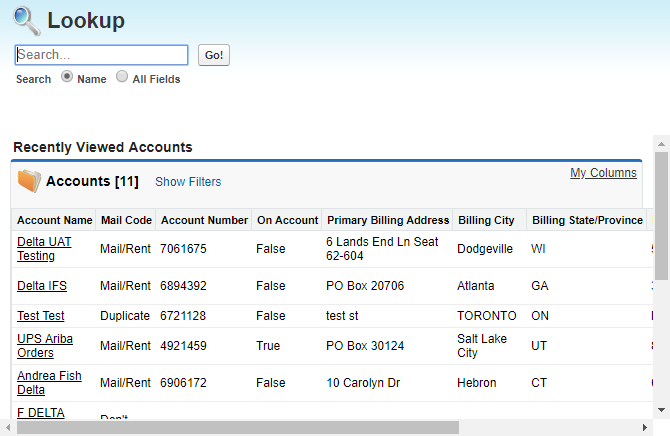 Lookup
Search...
Go!
Search Name All Fields
Recently Viewed Accounts
Accounts [11] Show Filters My Columns
Account Name Mail Code Account Number On Account Primary Billing Address Billing City Billing State/Province
Delta UAT Testing Mail/Rent 7061675 False 6 Lands End Ln Seat 62-604 Dodgeville WI
Delta IFS Mail/Rent 6894392 False PO Box 20706 Atlanta GA
Test Test Duplicate 6721128 False test st TORONTO ON
UPS Ariba Orders Mail/Rent 4921459 True PO Box 30124 Salt Lake City UT
Andrea Fish Delta Mail/Rent 6906172 False 10 Carolyn Dr Hebron CT
F DELTA Don't